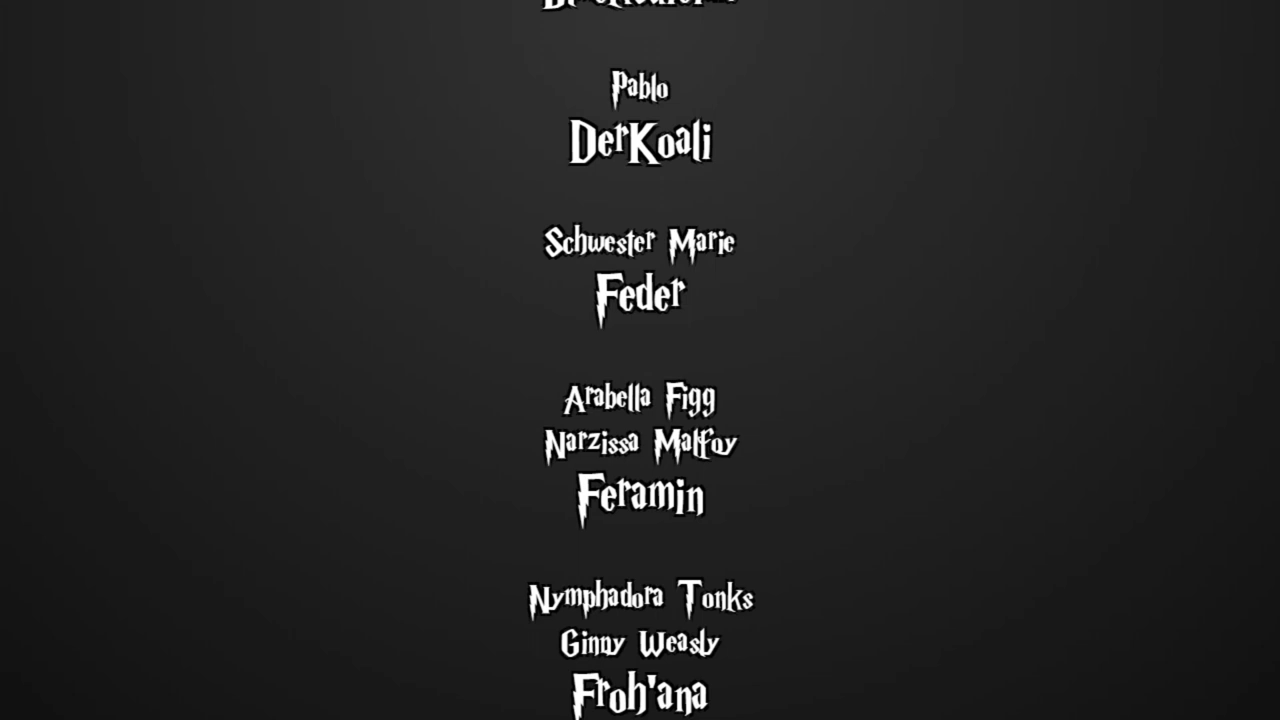 Pablo
DerKoali
Schwester Marie
Feder
Arabella Figg
Narzissa Malfoy
Feramin
Nymphadora Tonks
Ginny Weasly
Froh'ana